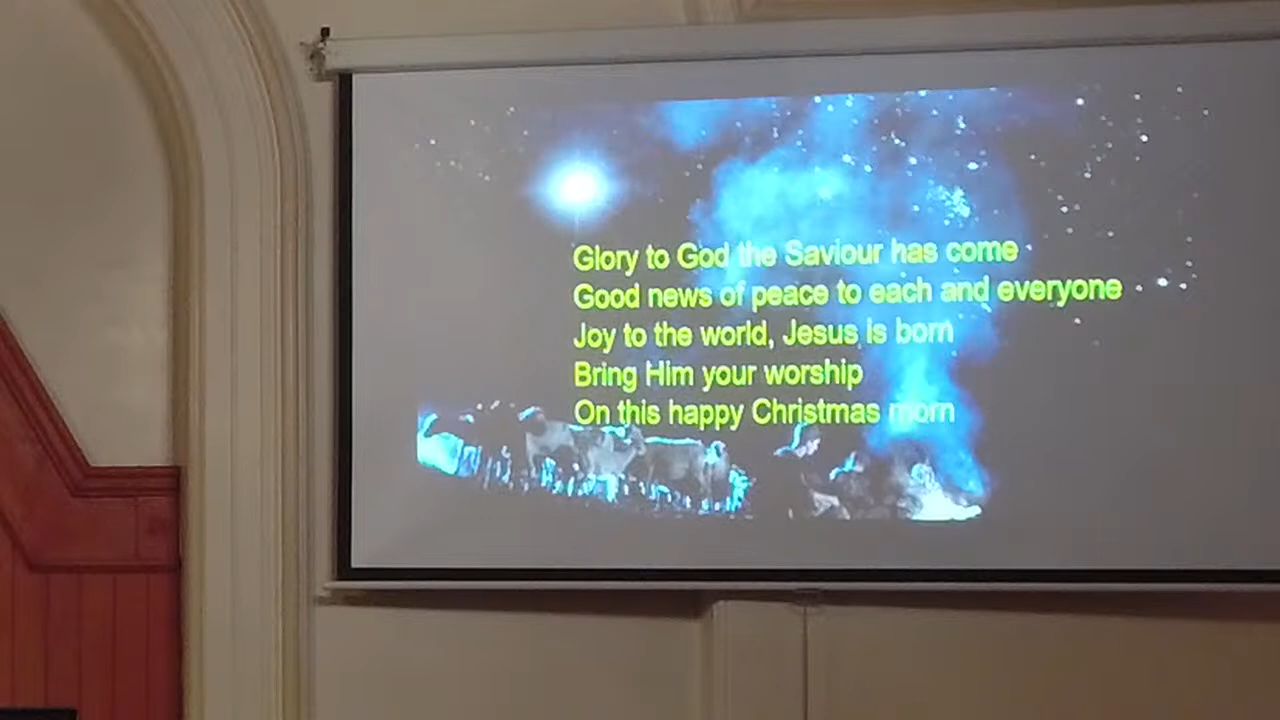 Glory to God the Saviour has come
Good news of peace to each and everyone
Joy to the world, Jesus is born
Bring Him your worship
On this happy Christmas morn